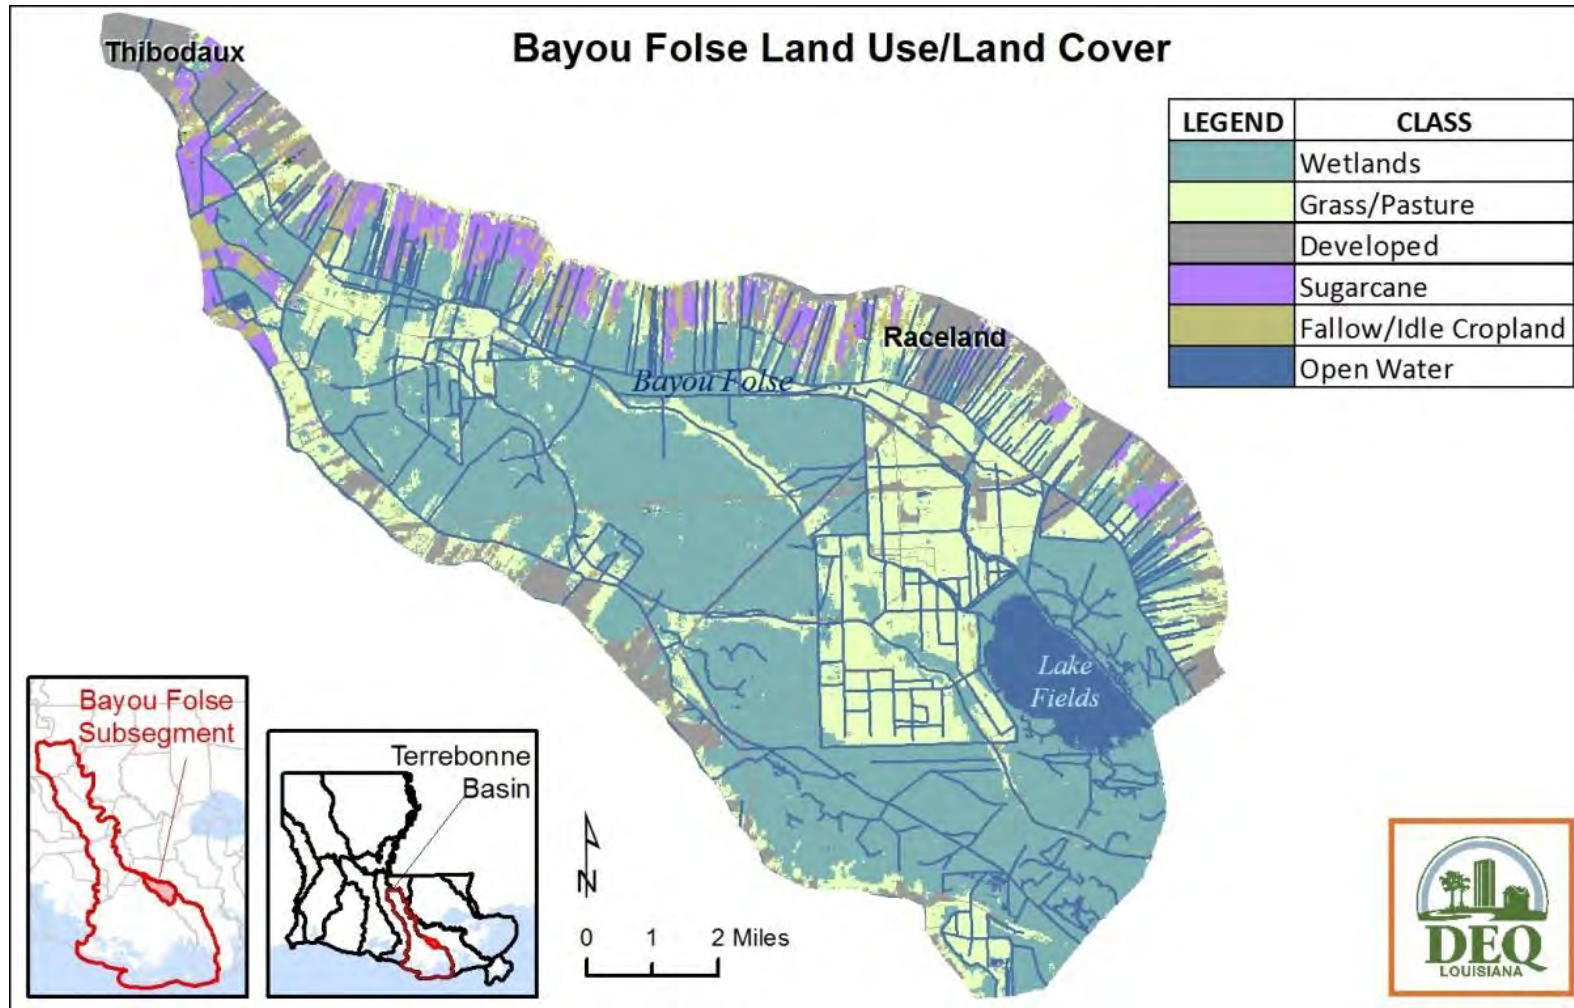 Bayou Folse Land Use/Land Cover
Thibodaux
LEGEND CLASS
Wetlands
Grass/Pasture
Developed
Sugarcane
Fallow/Idle Cropland
Open Water
Raceland
Bayou Folse
Lake
Fields
Bayou Folse
Subsegment
Terrebonne
Basin
N
0 1 2 Miles
DEQ
LOUISIANA